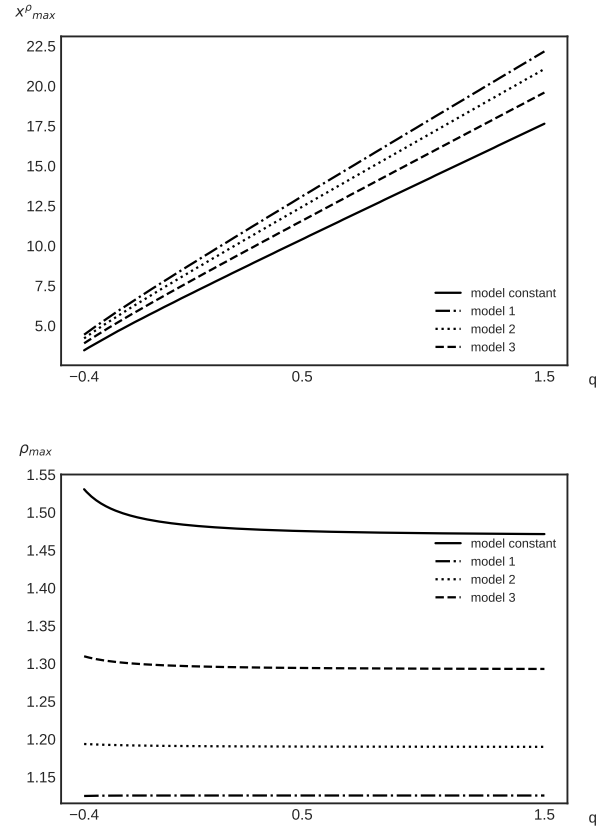 x^ρ_max
22.5
20.0
17.5
15.0
12.5
10.0
7.5
5.0
model constant
model 1
model 2
model 3
−0.4 0.5 1.5 q
ρ_max
1.55
1.50
1.45
1.40
1.35
1.30
1.25
1.20
1.15
model constant
model 1
model 2
model 3
−0.4 0.5 1.5 q